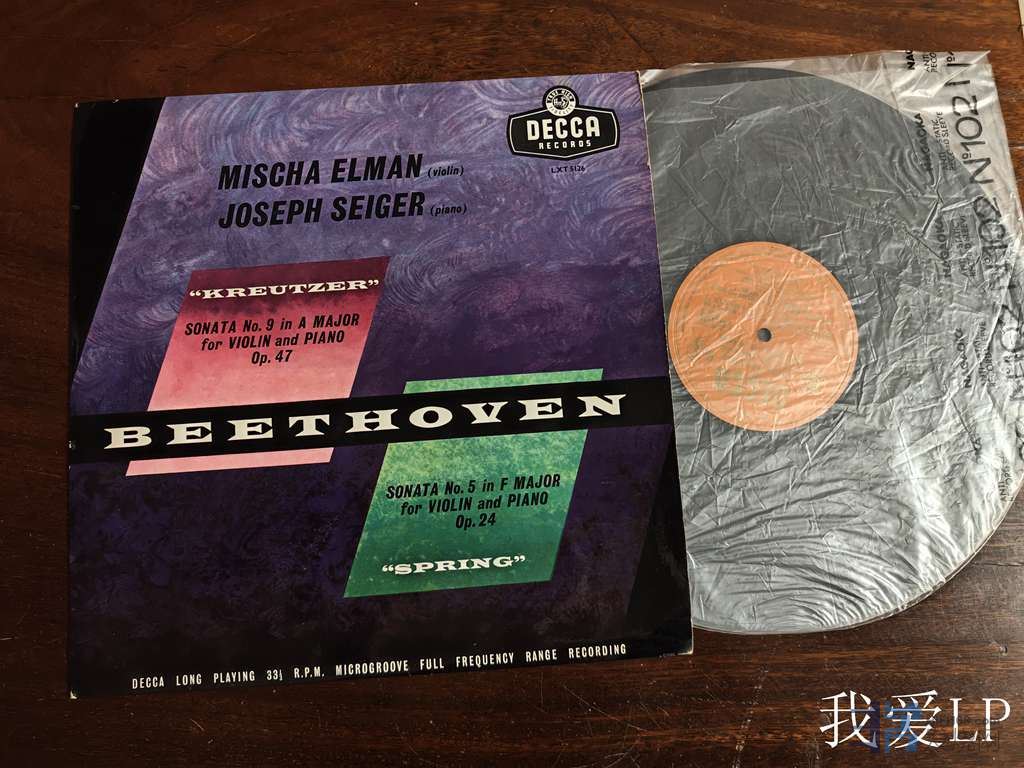 DECCA
RECORDS
LXT 5126
MISCHA ELMAN (violin)
JOSEPH SEIGER (piano)
"KREUTZER"
SONATA No. 9 in A MAJOR
for VIOLIN and PIANO
Op. 47
BEETHOVEN
SONATA No. 5 in F MAJOR
for VIOLIN and PIANO
Op. 24
"SPRING"
DECCA LONG PLAYING 33⅓ R.P.M. MICROGROOVE FULL FREQUENCY RANGE RECORDING
NAGAOKA
No 102
我爱LP